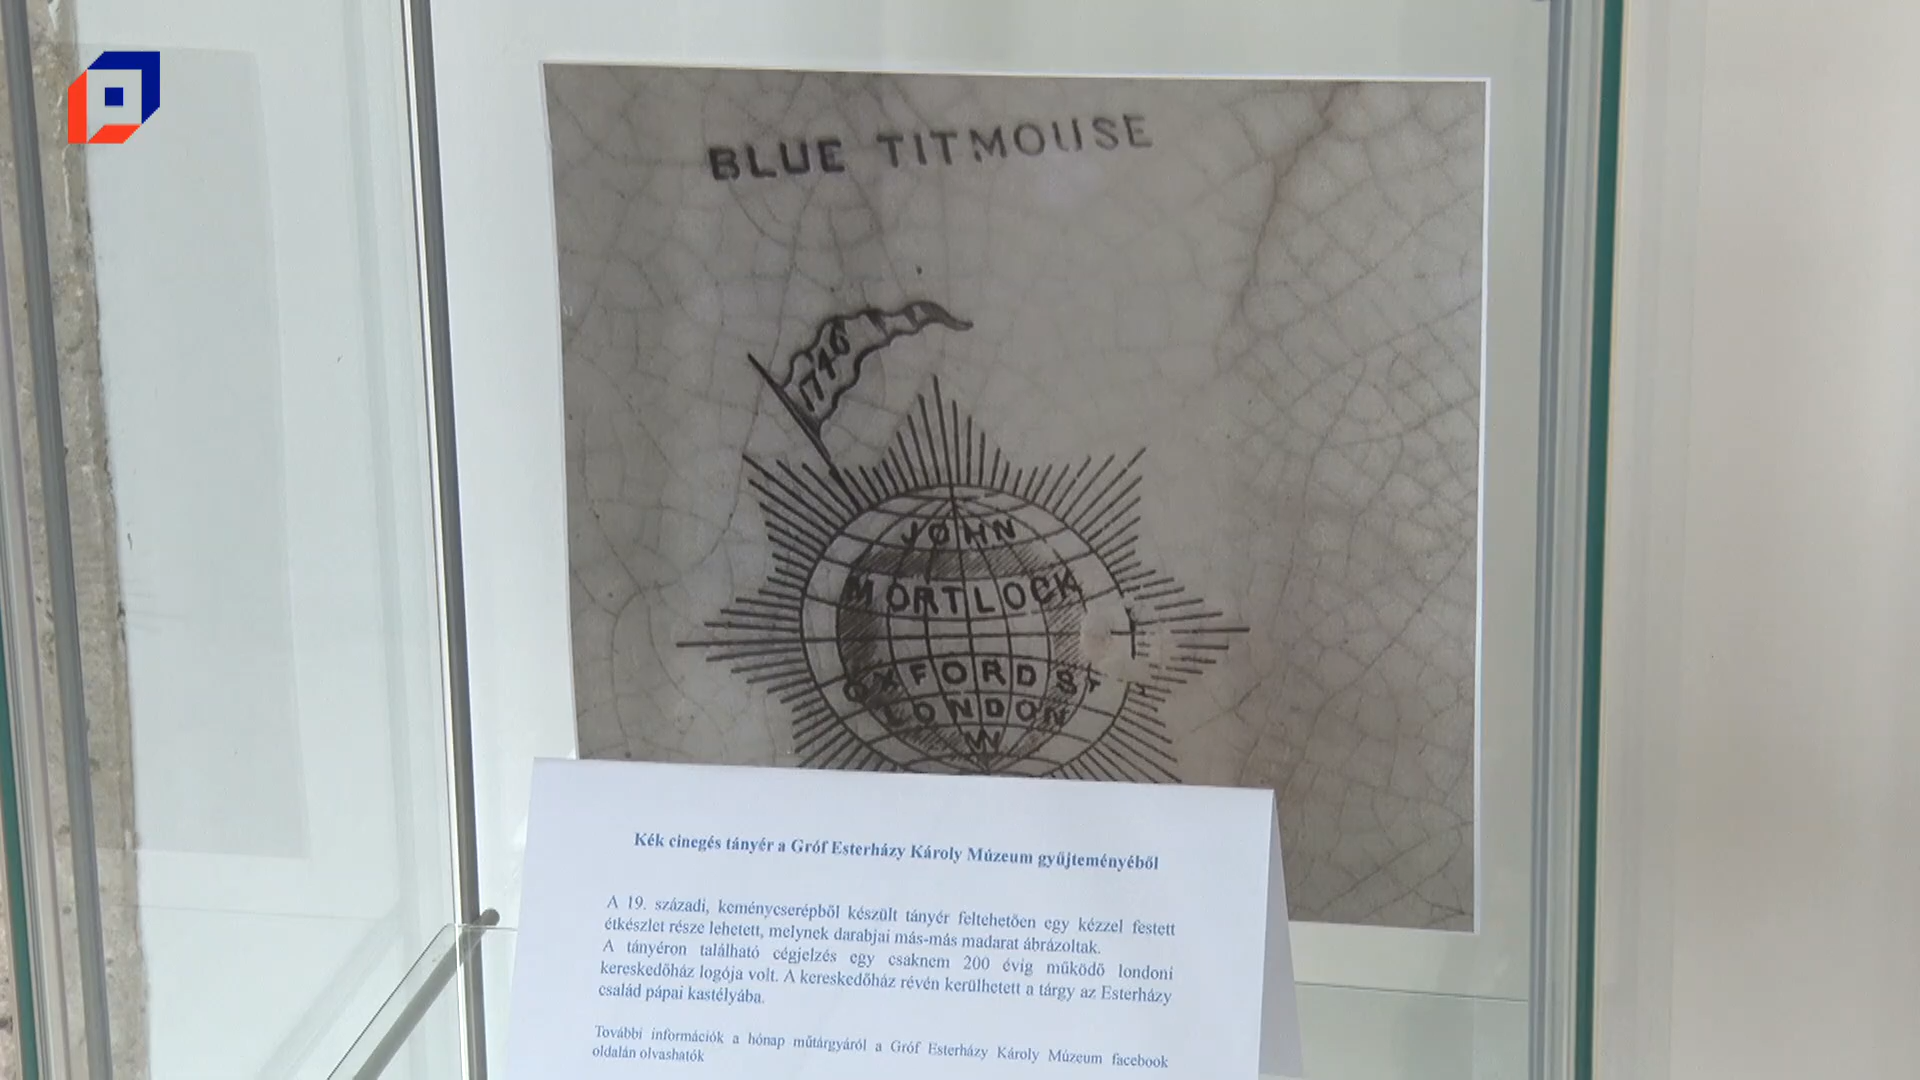 BLUE TITMOUSE
1746
JOHN
MORTLOCK
OXFORD ST
LONDON
W
Kék cinegés tányér a Gróf Esterházy Károly Múzeum gyűjteményéből
A 19. századi, keménycserépből készült tányér feltehetően egy kézzel festett
étkészlet része lehetett, melynek darabjai más-más madarat ábrázoltak.
A tányéron található cégjelzés egy csaknem 200 évig működő londoni
kereskedőház logója volt. A kereskedőház révén kerülhetett a tárgy az Esterházy
család pápai kastélyába.
További információk a hónap műtárgyáról a Gróf Esterházy Károly Múzeum facebook
oldalán olvashatók